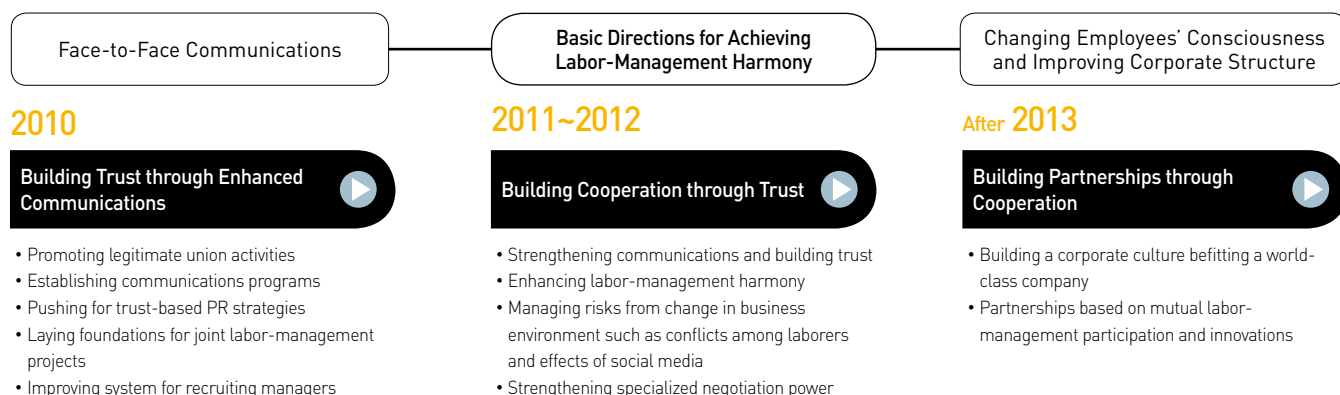 Face-to-Face Communications
Basic Directions for Achieving
Labor-Management Harmony
Changing Employees' Consciousness
and Improving Corporate Structure
2010
Building Trust through Enhanced
Communications
• Promoting legitimate union activities
• Establishing communications programs
• Pushing for trust-based PR strategies
• Laying foundations for joint labor-management
projects
• Improving system for recruiting managers
2011~2012
Building Cooperation through Trust
• Strengthening communications and building trust
• Enhancing labor-management harmony
• Managing risks from change in business
environment such as conflicts among laborers
and effects of social media
• Strengthening specialized negotiation power
After 2013
Building Partnerships through
Cooperation
• Building a corporate culture befitting a world-
class company
• Partnerships based on mutual labor-
management participation and innovations